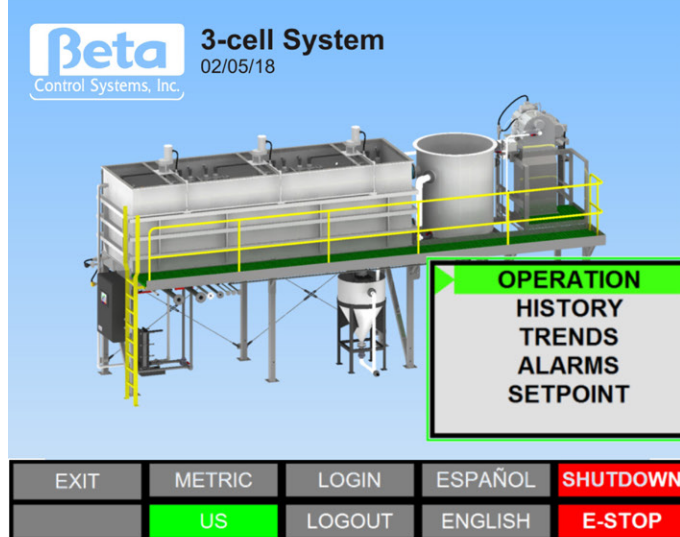 Beta
Control Systems, Inc.
3-cell System
02/05/18
OPERATION
HISTORY
TRENDS
ALARMS
SETPOINT
EXIT METRIC LOGIN ESPAÑOL SHUTDOWN
US LOGOUT ENGLISH E-STOP